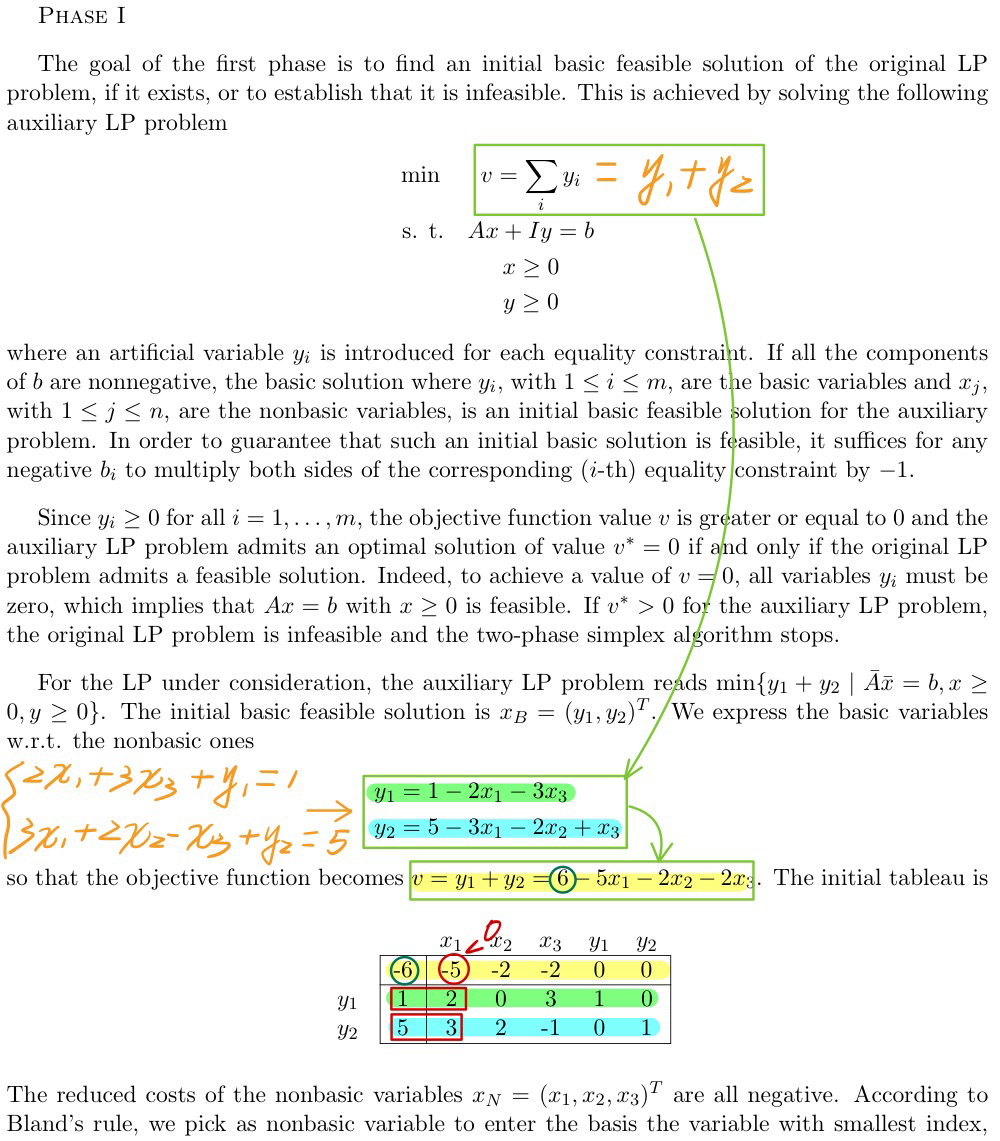 PHASE I
The goal of the first phase is to find an initial basic feasible solution of the original LP
problem, if it exists, or to establish that it is infeasible. This is achieved by solving the following
auxiliary LP problem
min v = ∑_i y_i = y_1 + y_2
s. t. Ax + Iy = b
x ≥ 0
y ≥ 0
where an artificial variable y_i is introduced for each equality constraint. If all the components
of b are nonnegative, the basic solution where y_i, with 1 ≤ i ≤ m, are the basic variables and x_j,
with 1 ≤ j ≤ n, are the nonbasic variables, is an initial basic feasible solution for the auxiliary
problem. In order to guarantee that such an initial basic solution is feasible, it suffices for any
negative b_i to multiply both sides of the corresponding (i-th) equality constraint by −1.
Since y_i ≥ 0 for all i = 1, . . . , m, the objective function value v is greater or equal to 0 and the
auxiliary LP problem admits an optimal solution of value v* = 0 if and only if the original LP
problem admits a feasible solution. Indeed, to achieve a value of v = 0, all variables y_i must be
zero, which implies that Ax = b with x ≥ 0 is feasible. If v* > 0 for the auxiliary LP problem,
the original LP problem is infeasible and the two-phase simplex algorithm stops.
For the LP under consideration, the auxiliary LP problem reads min{y_1 + y_2 | Āx̄ = b, x ≥
0, y ≥ 0}. The initial basic feasible solution is x_B = (y_1, y_2)^T. We express the basic variables
w.r.t. the nonbasic ones
2x_1 + 3x_3 + y_1 = 1 → y_1 = 1 − 2x_1 − 3x_3
3x_1 + 2x_2 − x_3 + y_2 = 5 y_2 = 5 − 3x_1 − 2x_2 + x_3
so that the objective function becomes v = y_1 + y_2 = 6 − 5x_1 − 2x_2 − 2x_3. The initial tableau is
0
x_1 x_2 x_3 y_1 y_2
-6 -5 -2 -2 0 0
y_1 1 2 0 3 1 0
y_2 5 3 2 -1 0 1
The reduced costs of the nonbasic variables x_N = (x_1, x_2, x_3)^T are all negative. According to
Bland's rule, we pick as nonbasic variable to enter the basis the variable with smallest index,